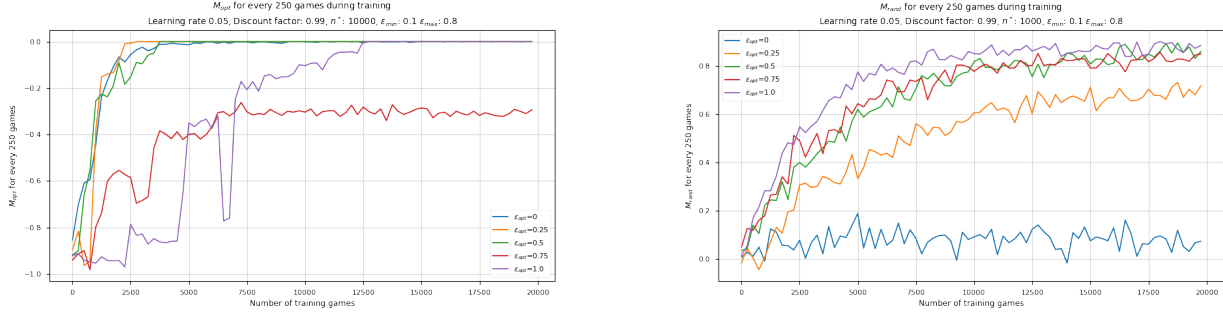 M_opt for every 250 games during training
Learning rate 0.05, Discount factor: 0.99, n*: 10000, ε_min: 0.1 ε_max: 0.8
0.0
−0.2
−0.4
−0.6
−0.8
−1.0
M_opt for every 250 games
ε_opt=0
ε_opt=0.25
ε_opt=0.5
ε_opt=0.75
ε_opt=1.0
0
2500
5000
7500
10000
12500
15000
17500
20000
Number of training games
M_rand for every 250 games during training
Learning rate 0.05, Discount factor: 0.99, n*: 1000, ε_min: 0.1 ε_max: 0.8
ε_opt=0
ε_opt=0.25
ε_opt=0.5
ε_opt=0.75
ε_opt=1.0
0.8
0.6
0.4
0.2
0.0
M_rand for every 250 games
0
2500
5000
7500
10000
12500
15000
17500
20000
Number of training games